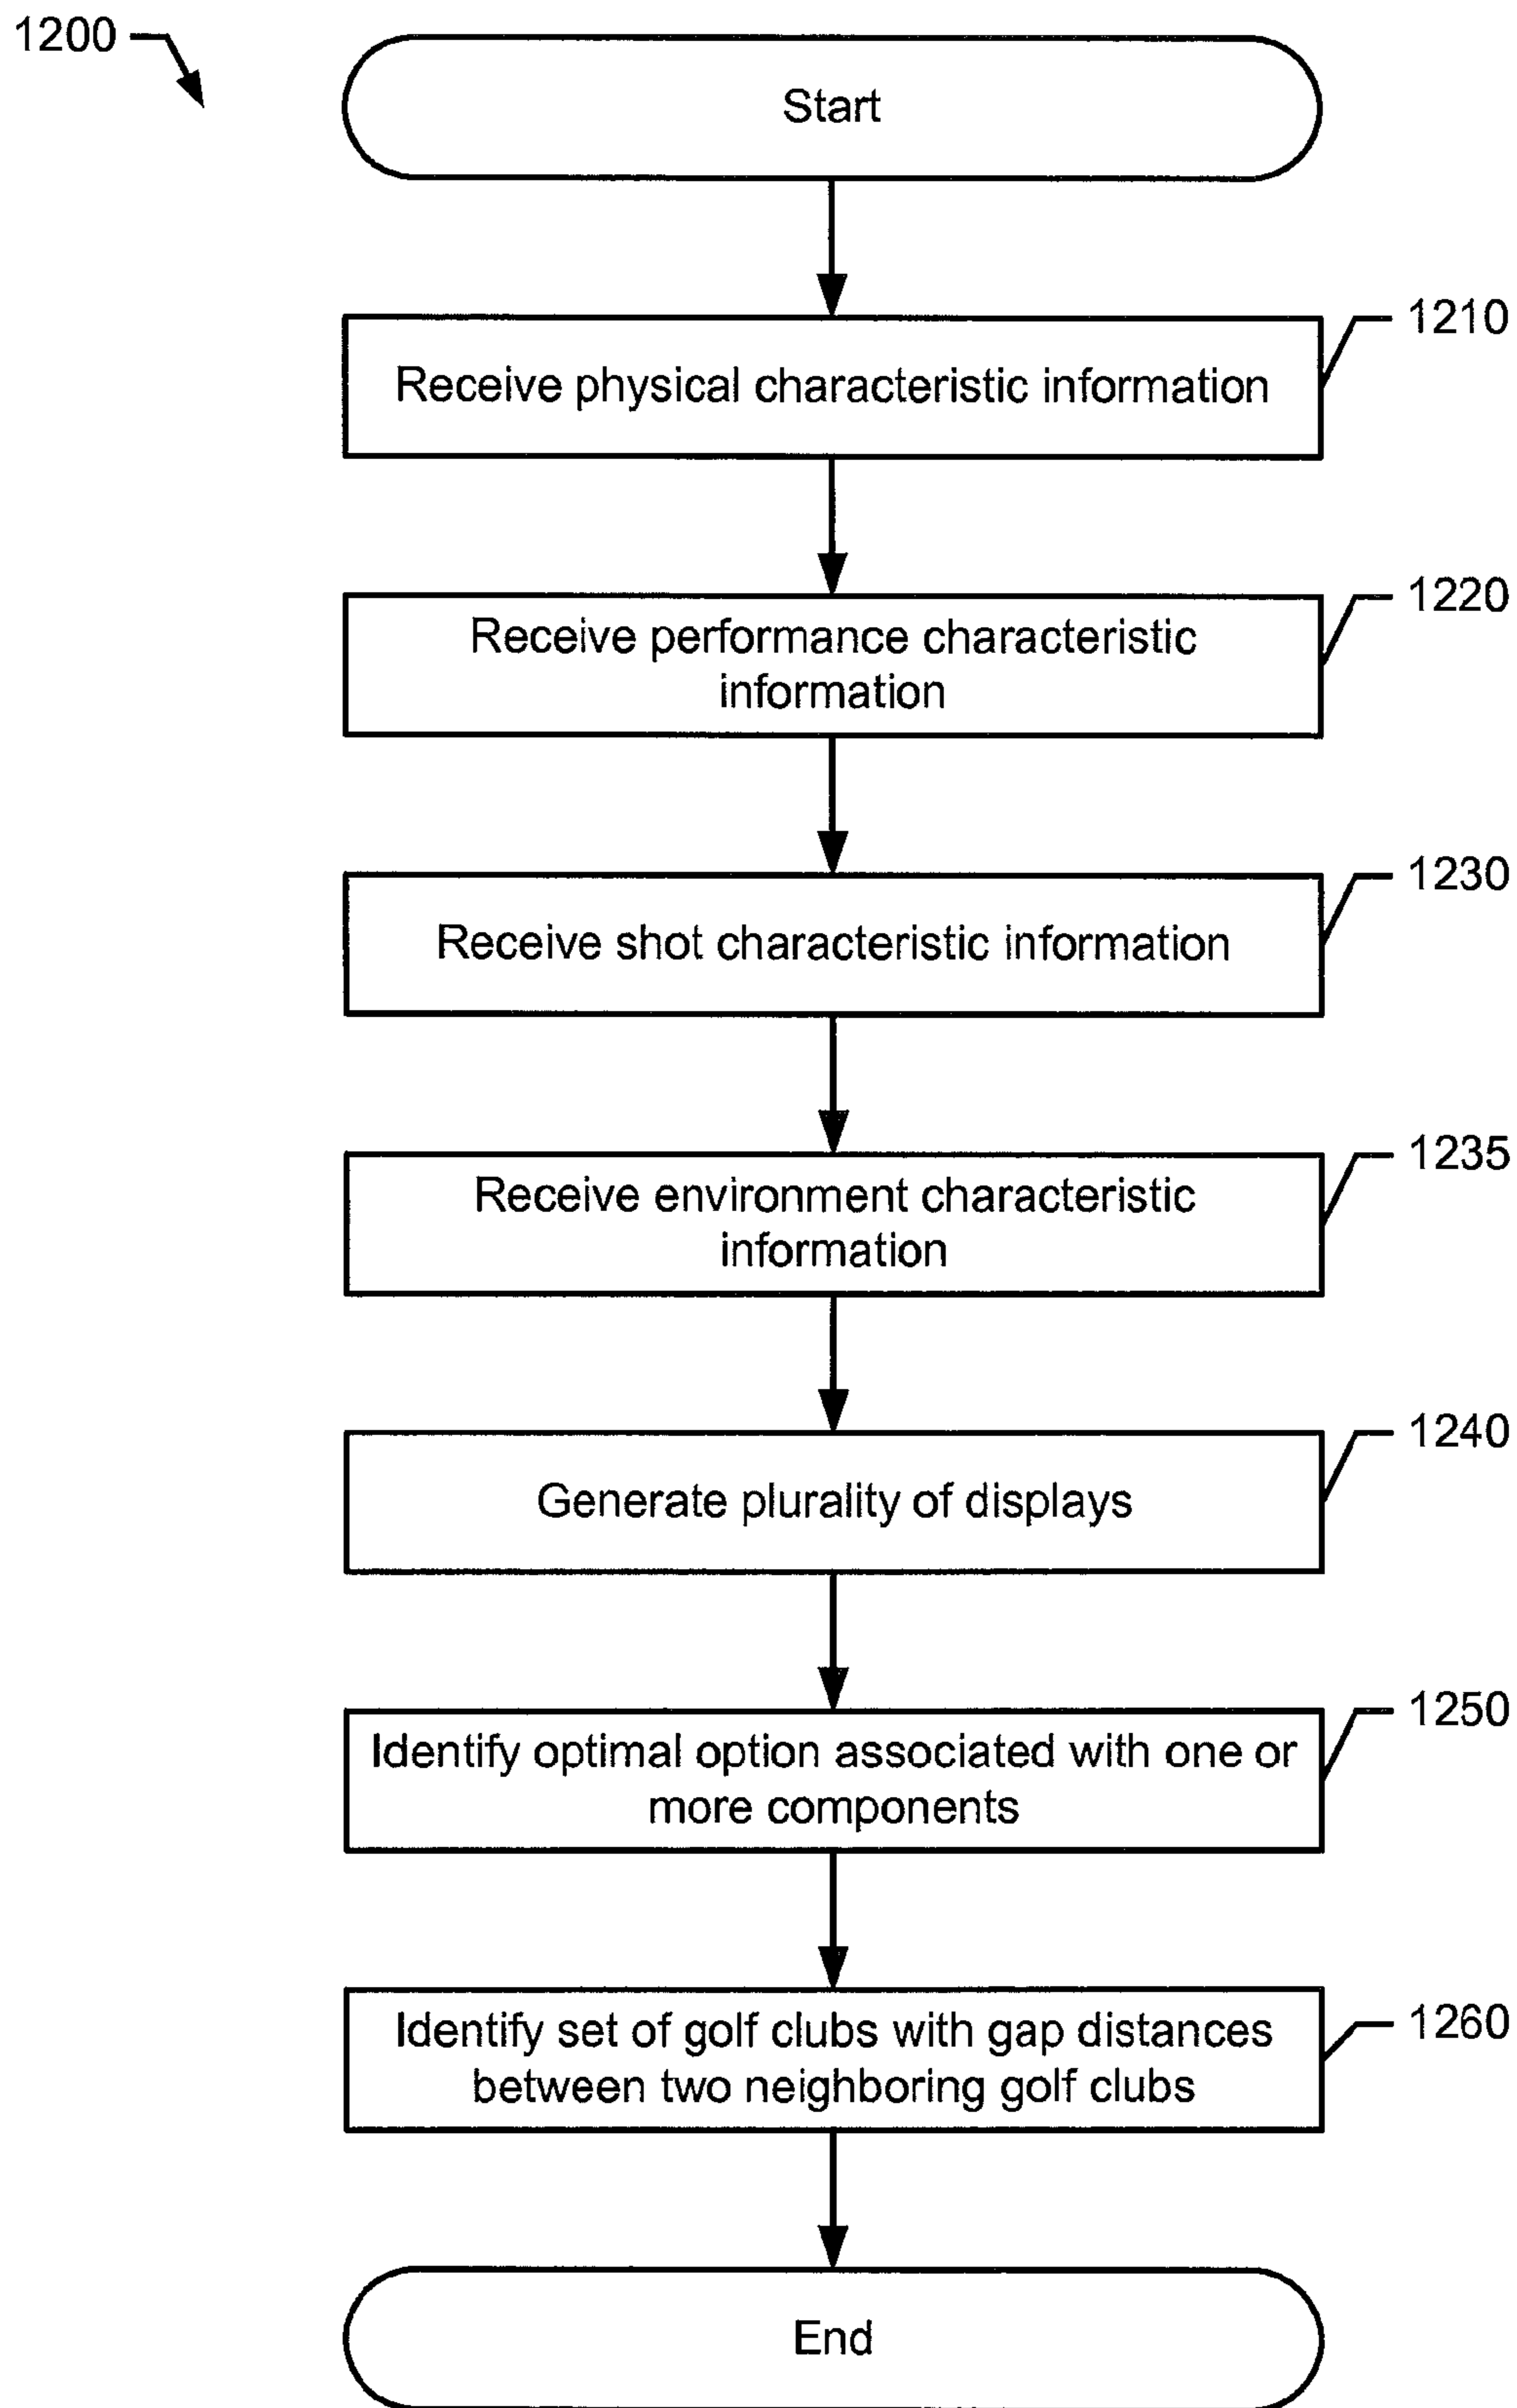 1200
Start
1210
Receive physical characteristic information
1220
Receive performance characteristic
information
1230
Receive shot characteristic information
1235
Receive environment characteristic
information
1240
Generate plurality of displays
1250
Identify optimal option associated with one or
more components
1260
Identify set of golf clubs with gap distances
between two neighboring golf clubs
End